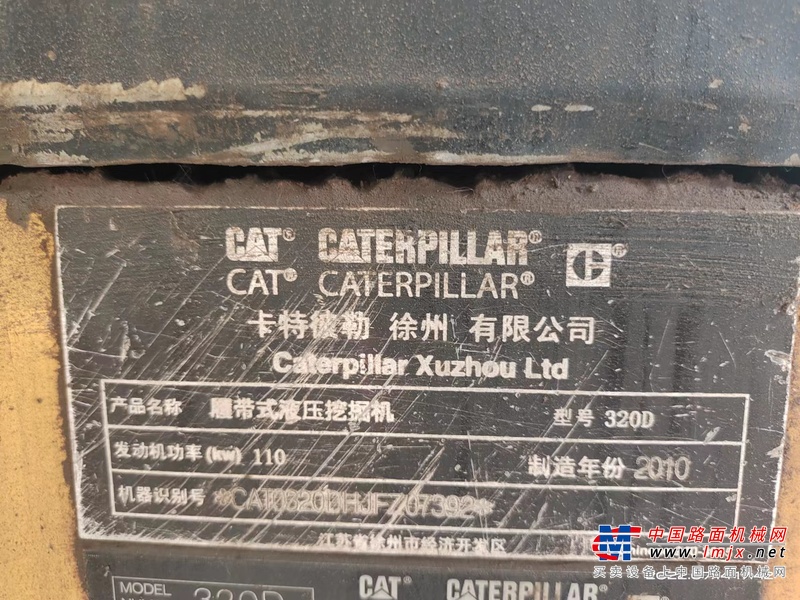 CAT® CATERPILLAR®
CAT® CATERPILLAR®
卡特彼勒 徐州 有限公司
Caterpillar Xuzhou Ltd
产品名称 履带式液压挖掘机 型号 320D
发动机功率(kw) 110 制造年份 2010
机器识别号
江苏省徐州市经济开发区
MODEL 320D CAT® CATERPILLAR®
中国路面机械网
www.lmjx.net
买卖设备上中国路面机械网